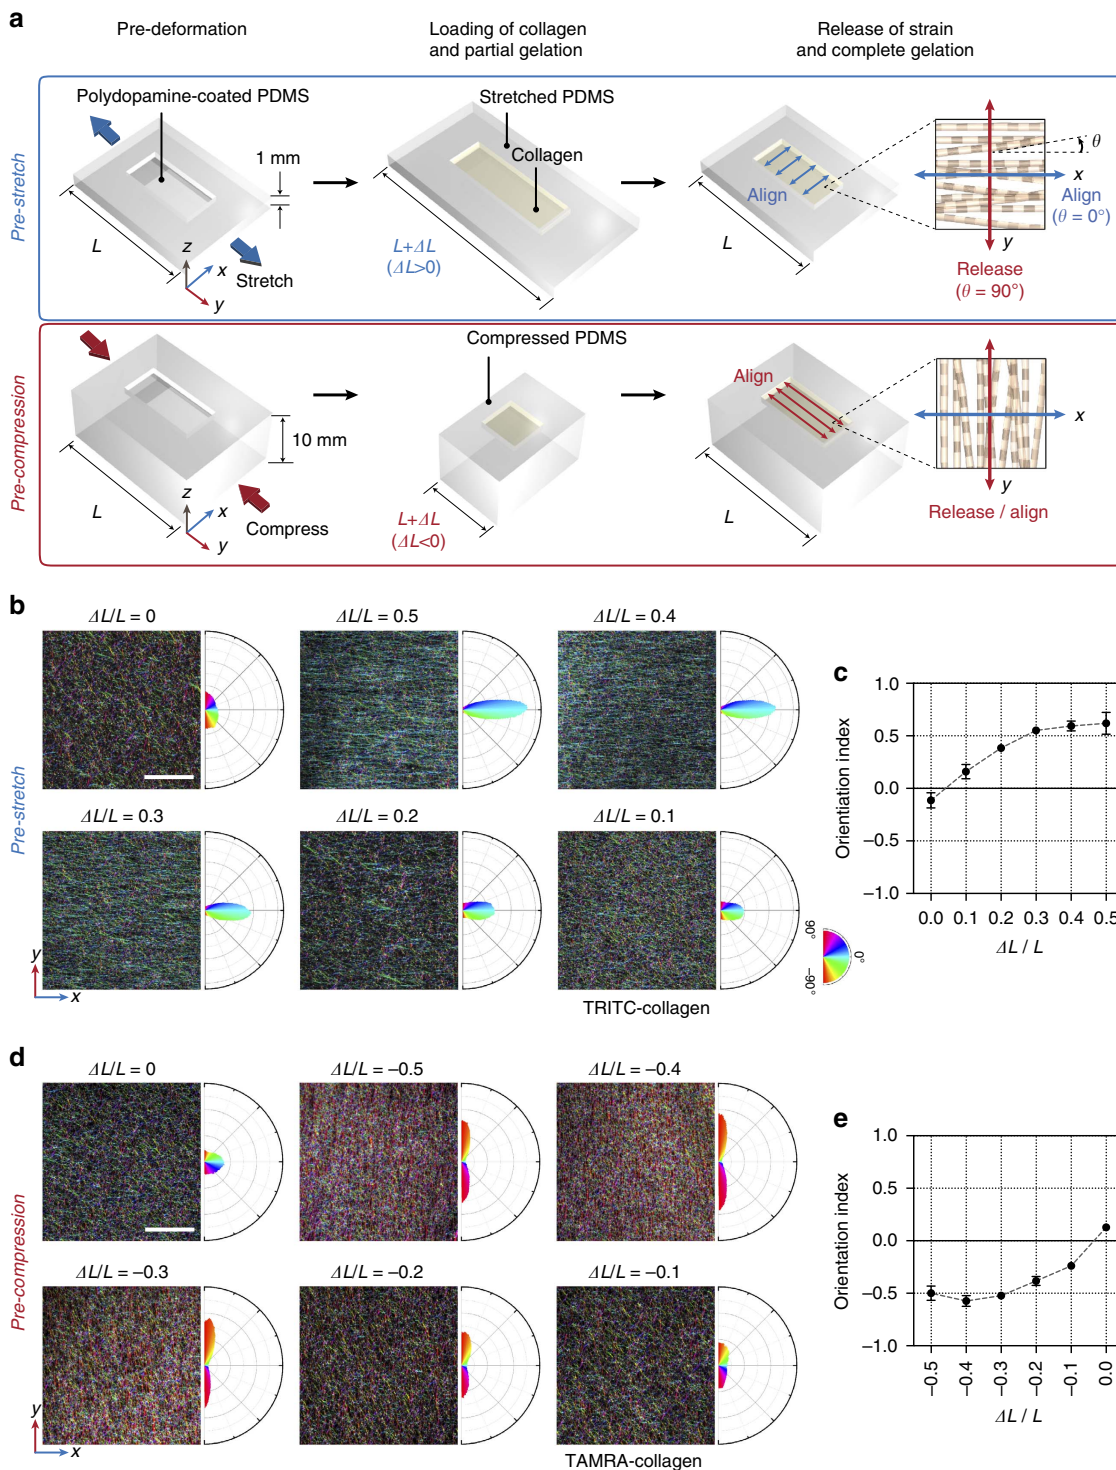 a
Pre-deformation
Loading of collagen
and partial gelation
Release of strain
and complete gelation
Pre-stretch
Polydopamine-coated PDMS
1 mm
L
z
x
y
Stretch
Stretched PDMS
Collagen
L+ΔL
(ΔL>0)
Align
L
θ
x
Align
(θ = 0°)
y
Release
(θ = 90°)
Pre-compression
10 mm
L
z
x
y
Compress
Compressed PDMS
L+ΔL
(ΔL<0)
Align
L
x
y
Release / align
b
Pre-stretch
ΔL/L = 0
ΔL/L = 0.5
ΔL/L = 0.4
ΔL/L = 0.3
ΔL/L = 0.2
ΔL/L = 0.1
y
x
TRITC-collagen
90°
0°
−90°
c
Orientiation index
1.0
0.5
0.0
−0.5
−1.0
0.0 0.1 0.2 0.3 0.4 0.5
ΔL / L
d
Pre-compression
ΔL/L = 0
ΔL/L = −0.5
ΔL/L = −0.4
ΔL/L = −0.3
ΔL/L = −0.2
ΔL/L = −0.1
y
x
TAMRA-collagen
e
Orientation index
1.0
0.5
0.0
−0.5
−1.0
−0.5 −0.4 −0.3 −0.2 −0.1 0.0
ΔL / L